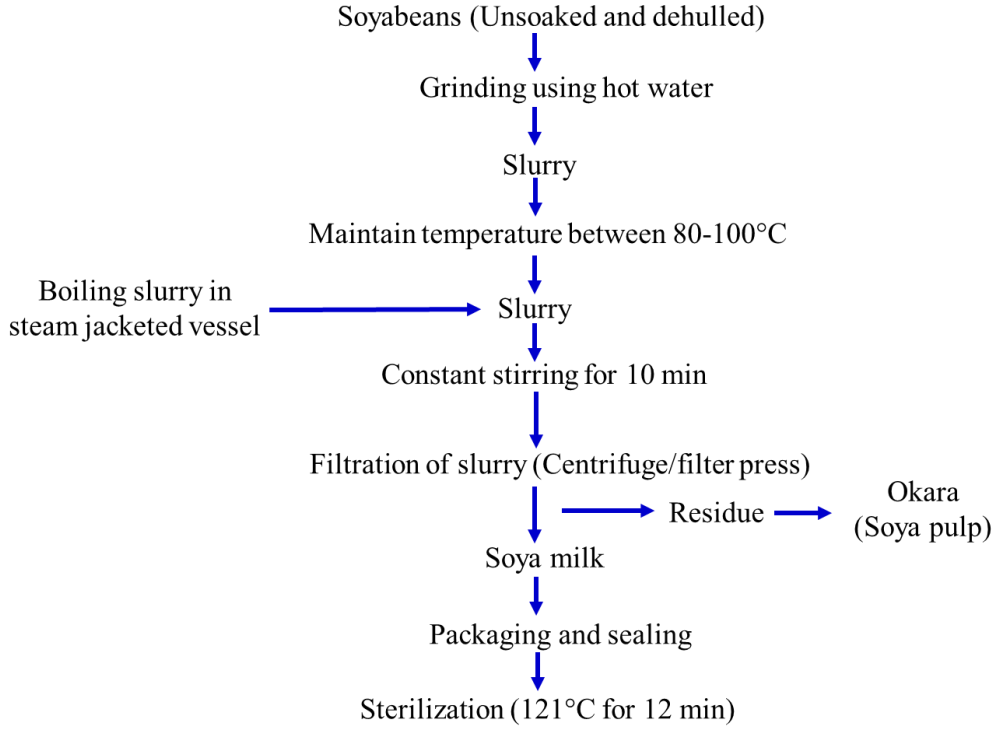 Soyabeans (Unsoaked and dehulled)
Grinding using hot water
Slurry
Maintain temperature between 80-100°C
Boiling slurry in
steam jacketed vessel
Slurry
Constant stirring for 10 min
Filtration of slurry (Centrifuge/filter press)
Residue
Okara
(Soya pulp)
Soya milk
Packaging and sealing
Sterilization (121°C for 12 min)